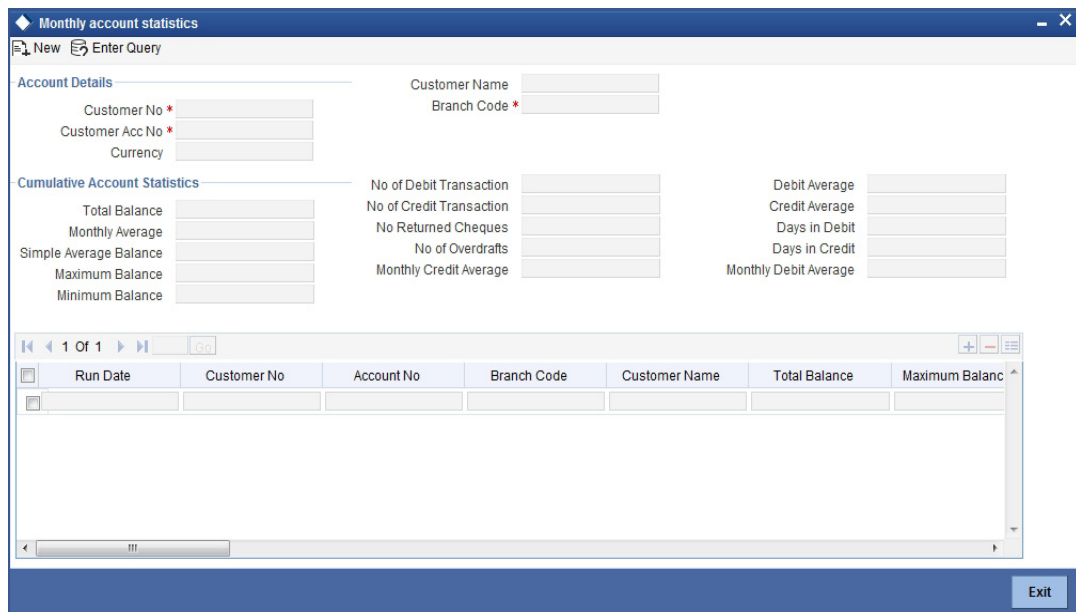 Monthly account statistics
New Enter Query
Account Details
Customer No *
Customer Acc No *
Currency
Customer Name
Branch Code *
Cumulative Account Statistics
Total Balance
Monthly Average
Simple Average Balance
Maximum Balance
Minimum Balance
No of Debit Transaction
No of Credit Transaction
No Returned Cheques
No of Overdrafts
Monthly Credit Average
Debit Average
Credit Average
Days in Debit
Days in Credit
Monthly Debit Average
1 Of 1 Go
Run Date Customer No Account No Branch Code Customer Name Total Balance Maximum Balanc
Exit